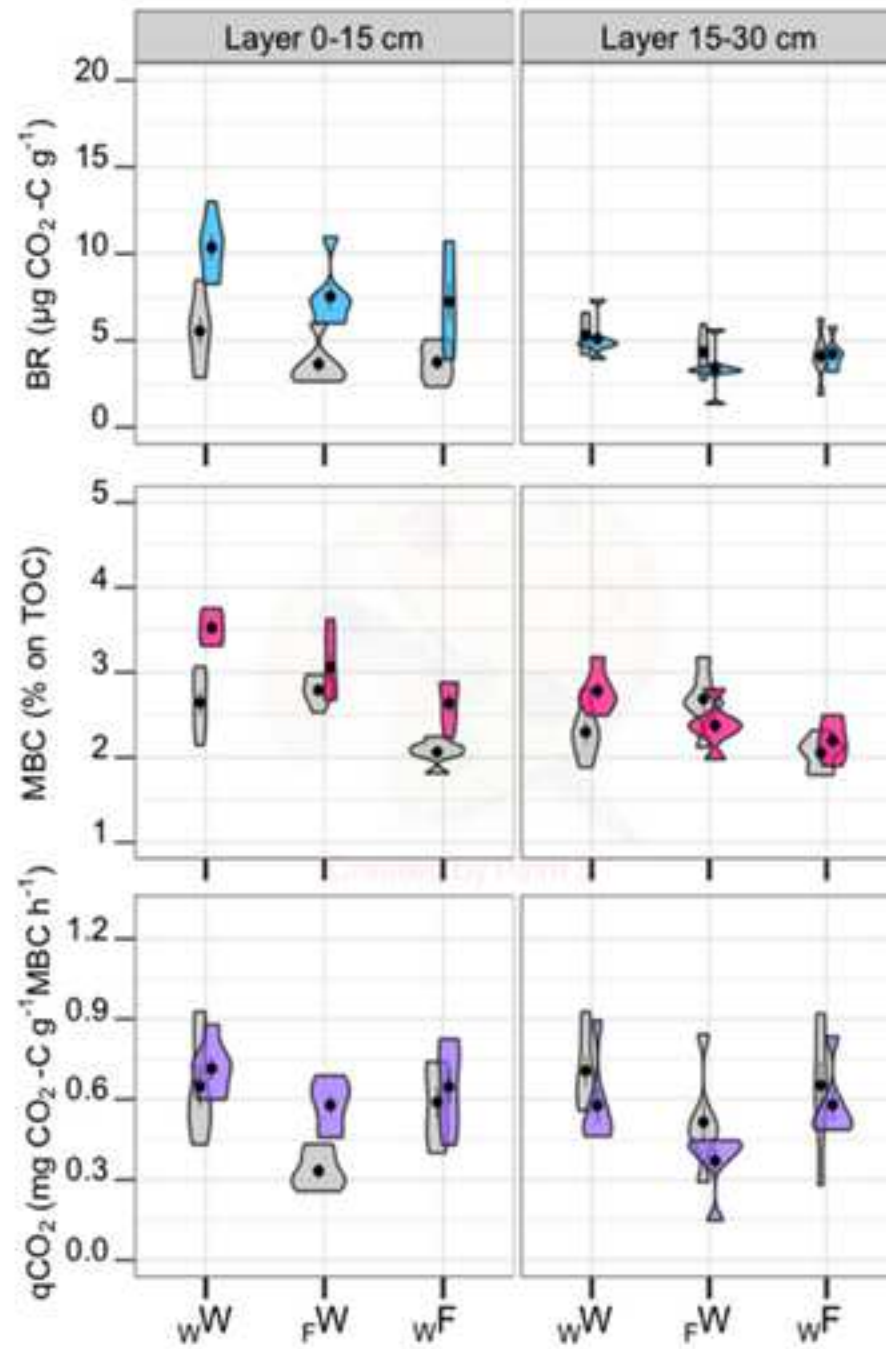 Layer 0-15 cm
Layer 15-30 cm
BR (µg CO₂ -C g⁻¹)
20
15
10
5
0
MBC (% on TOC)
5
4
3
2
1
qCO₂ (mg CO₂ -C g⁻¹MBC h⁻¹)
1.2
0.9
0.6
0.3
0.0
wW
FW
wF
wW
FW
wF